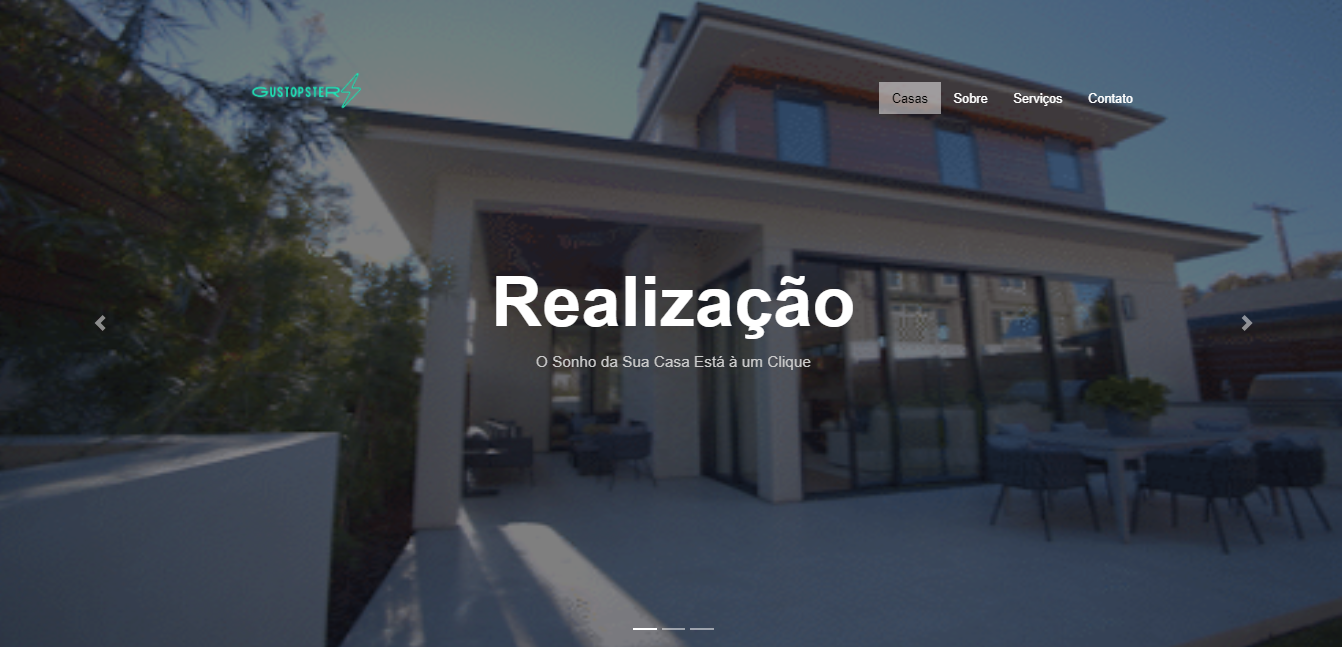 GUSTOPSTER
Casas Sobre Serviços Contato
Realização
O Sonho da Sua Casa Está à um Clique